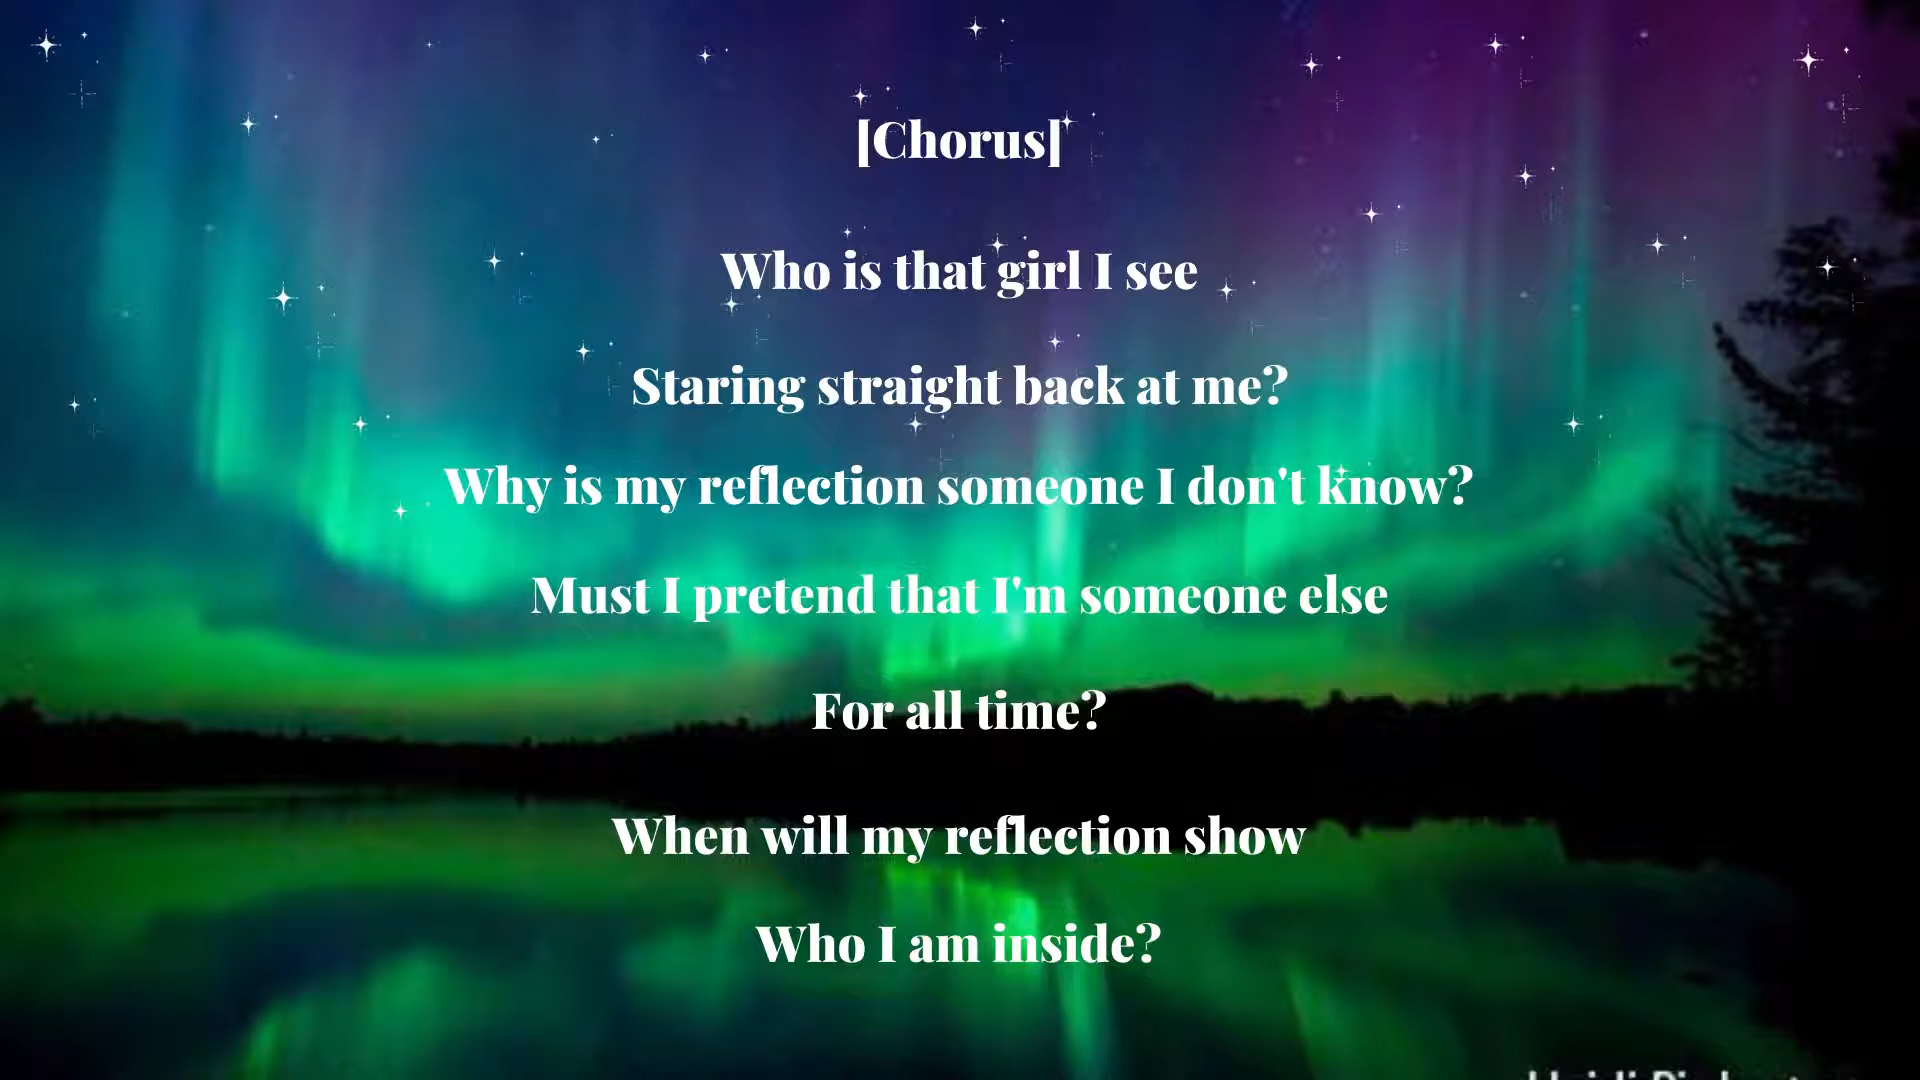 [Chorus]
Who is that girl I see
Staring straight back at me?
Why is my reflection someone I don't know?
Must I pretend that I'm someone else
For all time?
When will my reflection show
Who I am inside?